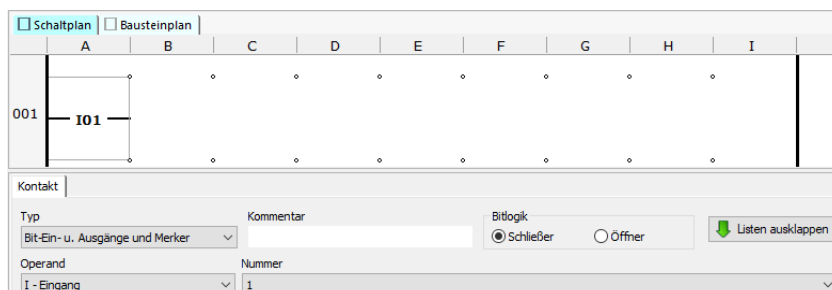 Schaltplan Bausteinplan
A B C D E F G H I
001 I01
Kontakt
Typ Kommentar Bitlogik
Bit-Ein- u. Ausgänge und Merker Schließer Öffner Listen ausklappen
Operand Nummer
I - Eingang 1